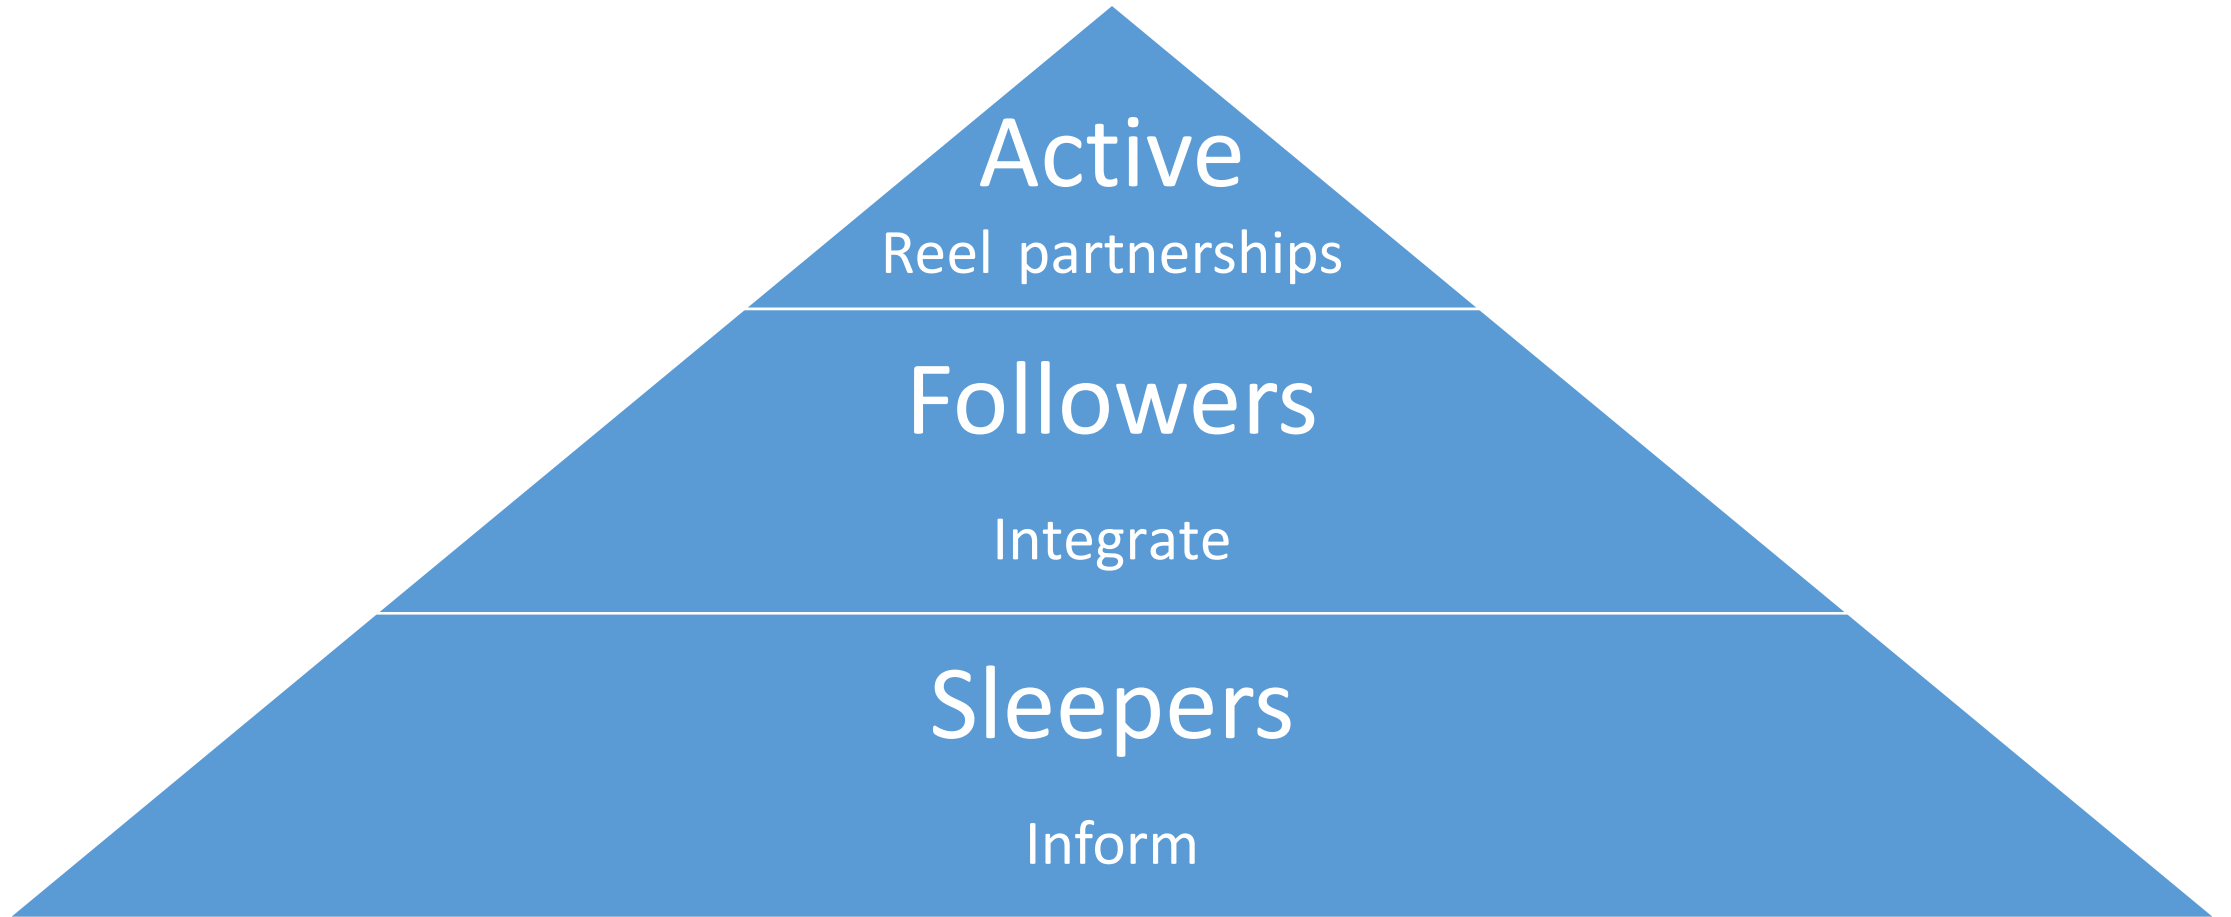 Active
Reel  partnerships
Followers
Integrate
Sleepers
Inform